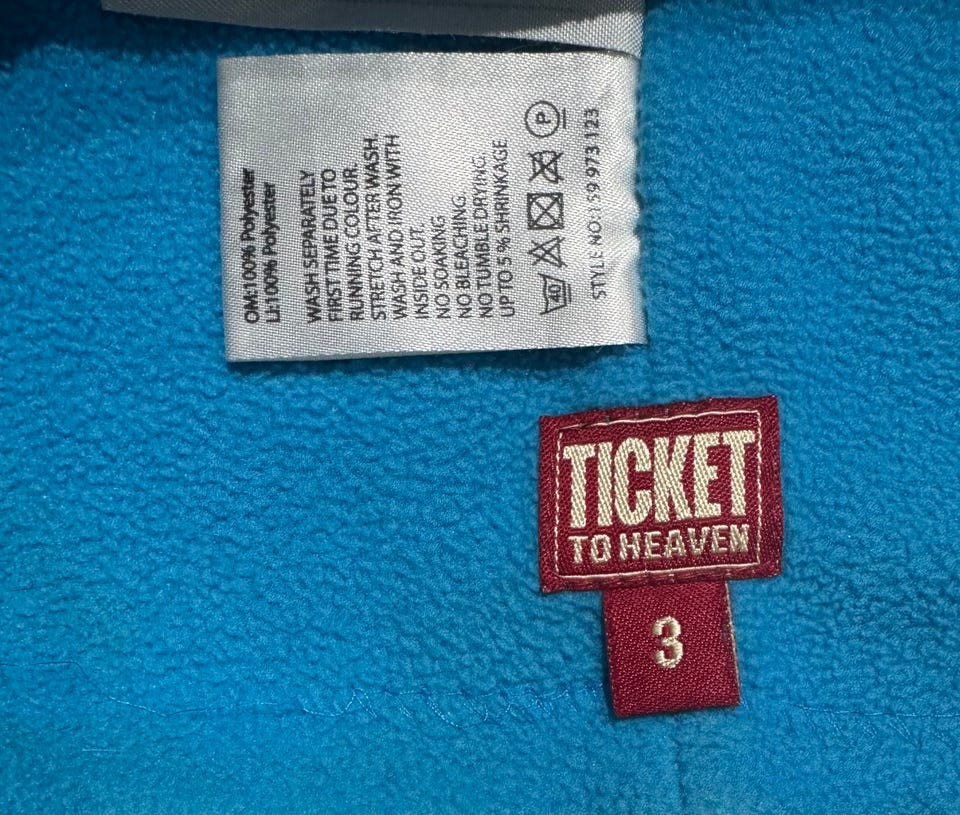 OM:100% Polyester
LI:100% Polyester
WASH SEPARATELY
FIRST TIME DUE TO
RUNNING COLOUR.
STRETCH AFTER WASH.
WASH AND IRON WITH
INSIDE OUT.
NO SOAKING
NO BLEACHING.
NO TUMBLE DRYING.
UP TO 5 % SHRINKAGE
40 P
STYLE NO.: S9 973 123
TICKET
TO HEAVEN
3